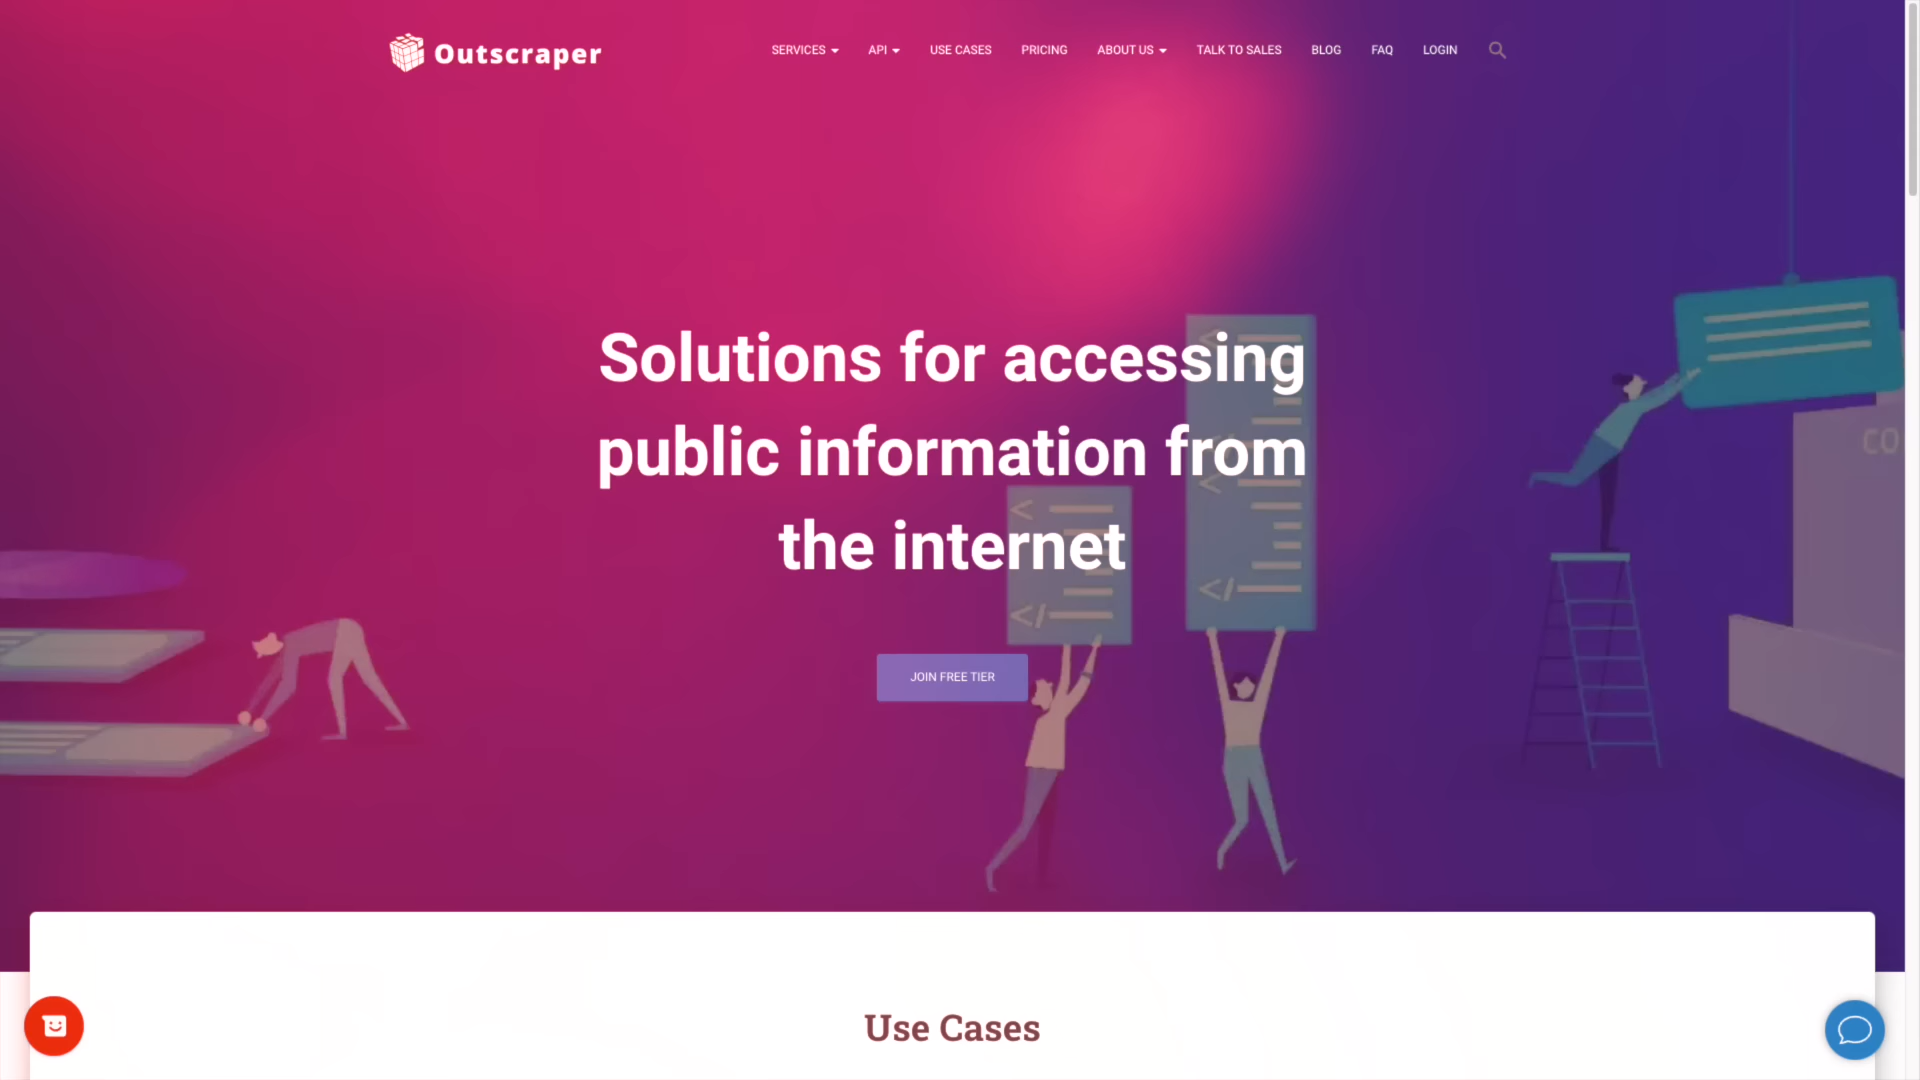 Outscraper
SERVICES
API
USE CASES
PRICING
ABOUT US
TALK TO SALES
BLOG
FAQ
LOGIN
Solutions for accessing
public information from
the internet
CO
JOIN FREE TIER
Use Cases